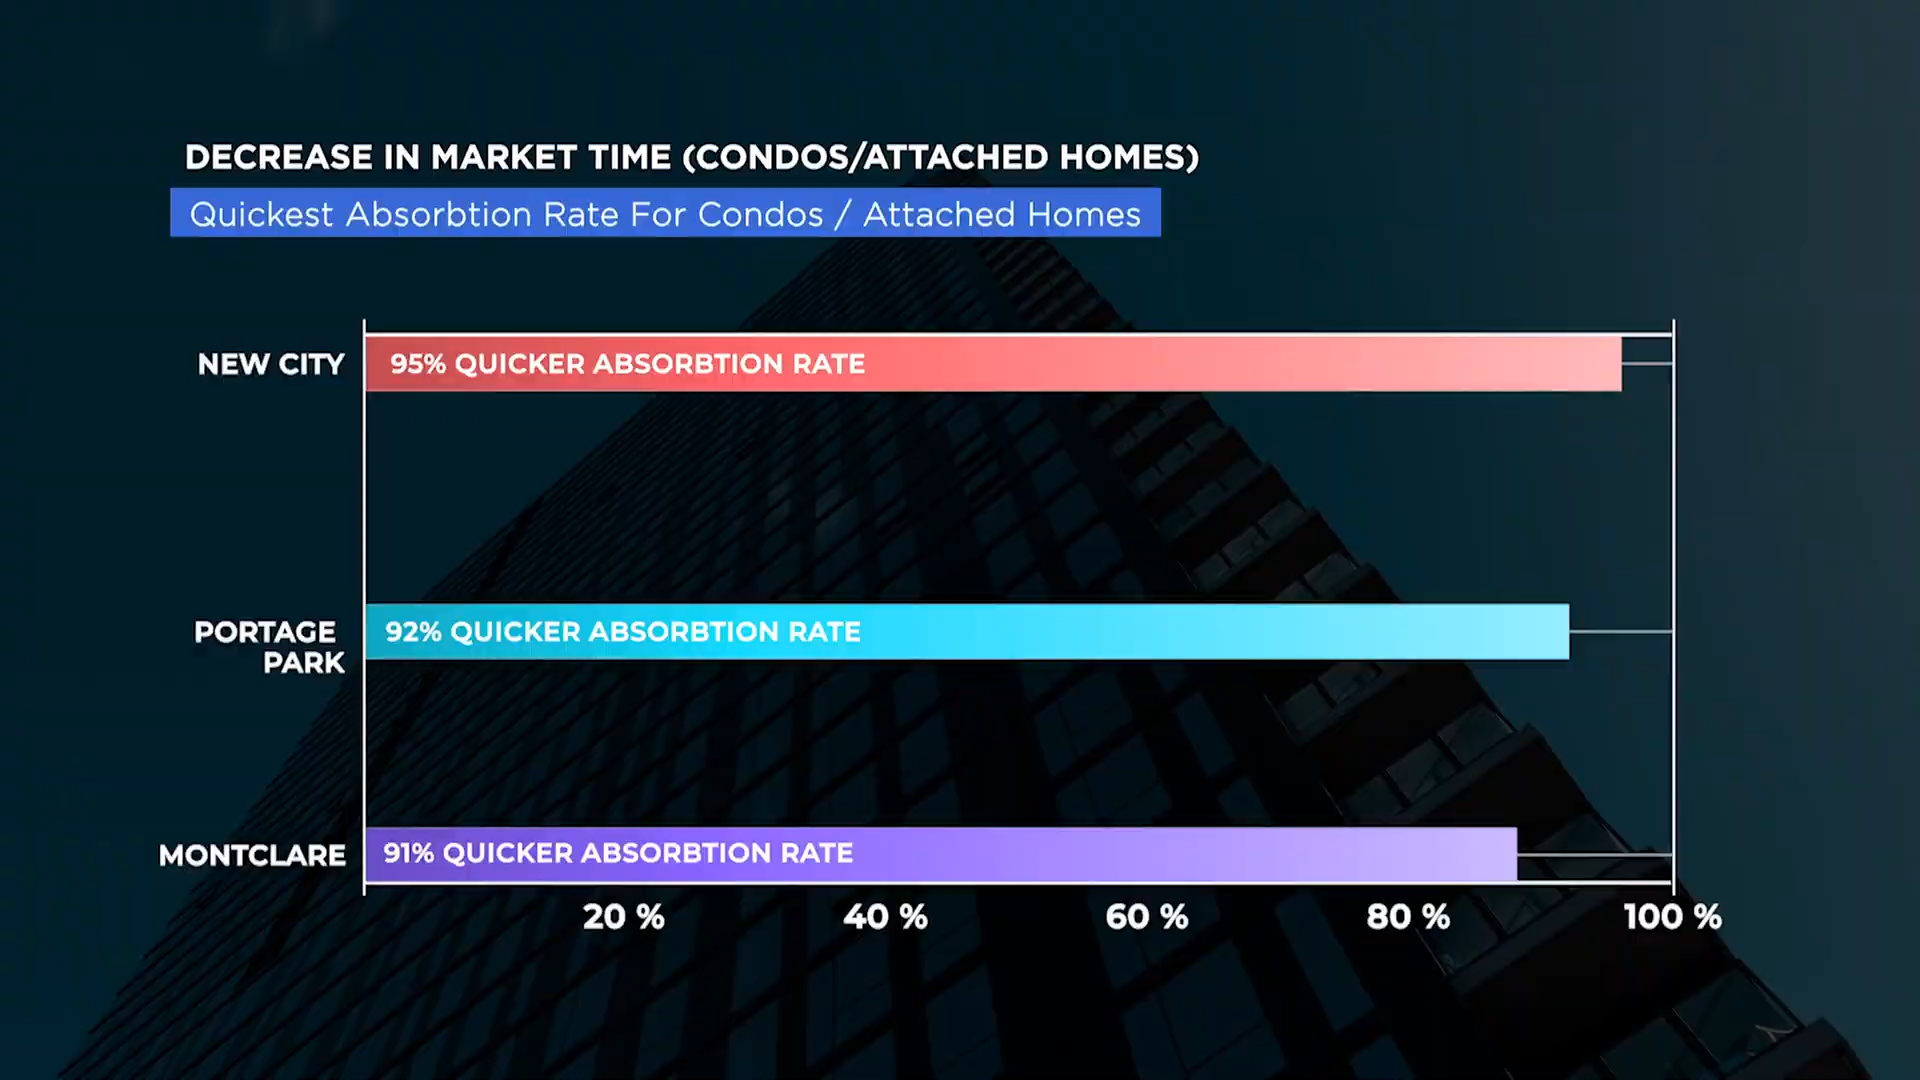 DECREASE IN MARKET TIME (CONDOS/ATTACHED HOMES)
Quickest Absorbtion Rate For Condos / Attached Homes
NEW CITY
95% QUICKER ABSORBTION RATE
PORTAGE
PARK
92% QUICKER ABSORBTION RATE
MONTCLARE
91% QUICKER ABSORBTION RATE
20 % 40 % 60 % 80 % 100 %